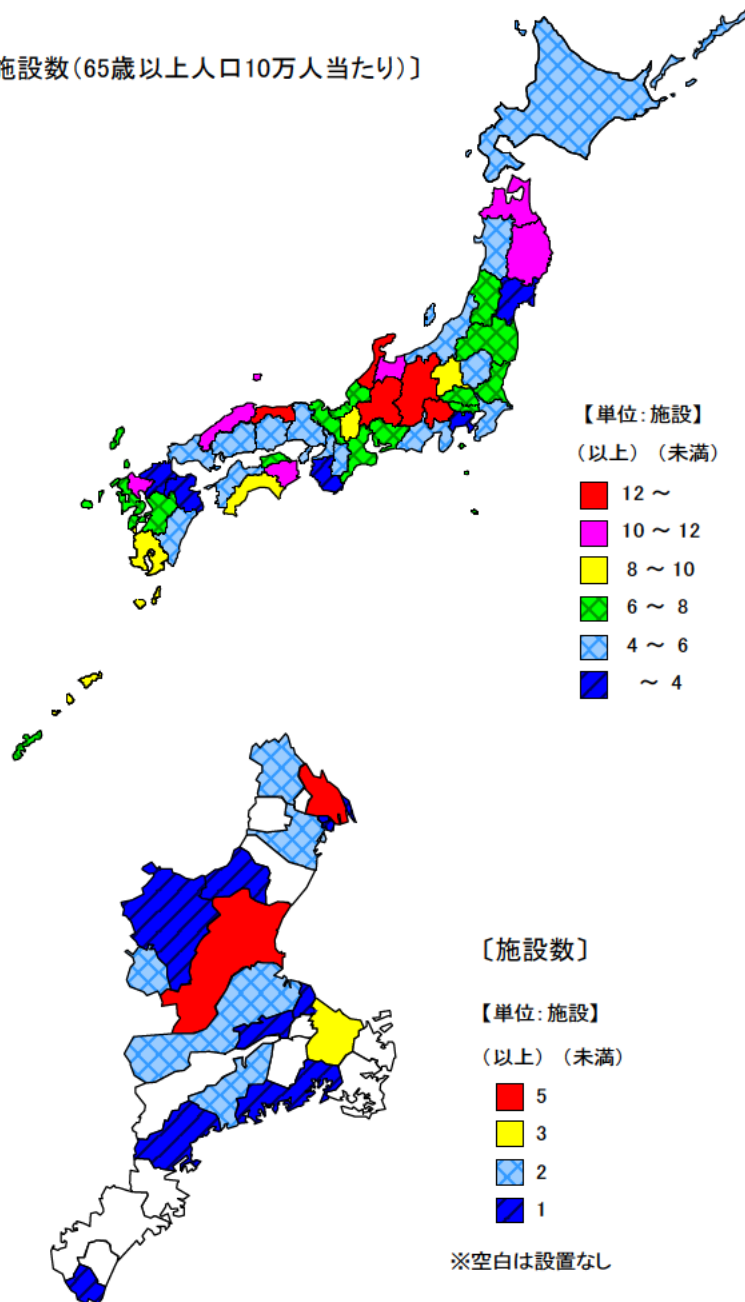 施設数(65歳以上人口10万人当たり)〕
【単位：施設】
(以上) (未満)
12 ～
10 ～ 12
8 ～ 10
6 ～ 8
4 ～ 6
～ 4
〔施設数〕
【単位：施設】
(以上) (未満)
5
3
2
1
※空白は設置なし